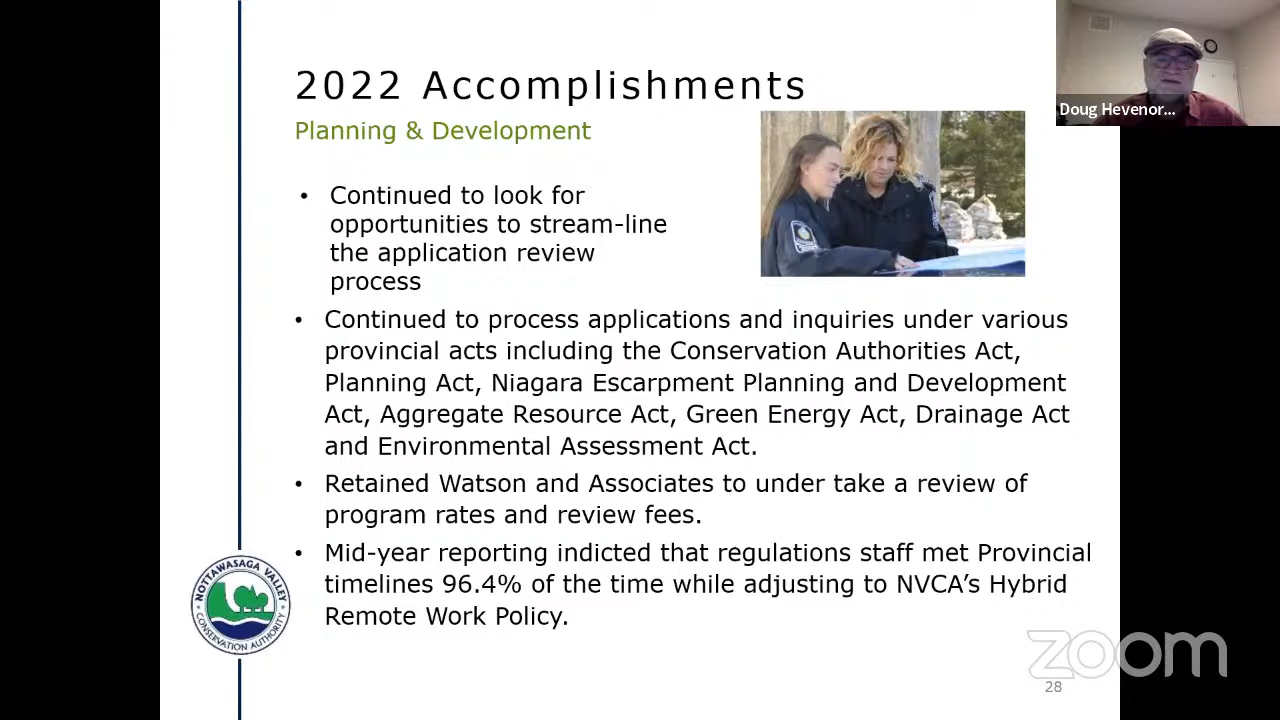 2022 Accomplishments
Planning & Development
• Continued to look for
opportunities to stream-line
the application review
process
• Continued to process applications and inquiries under various
provincial acts including the Conservation Authorities Act,
Planning Act, Niagara Escarpment Planning and Development
Act, Aggregate Resource Act, Green Energy Act, Drainage Act
and Environmental Assessment Act.
• Retained Watson and Associates to under take a review of
program rates and review fees.
• Mid-year reporting indicted that regulations staff met Provincial
timelines 96.4% of the time while adjusting to NVCA’s Hybrid
Remote Work Policy.
NOTTAWASAGA VALLEY
CONSERVATION AUTHORITY
Doug Hevenor...
zoom
28